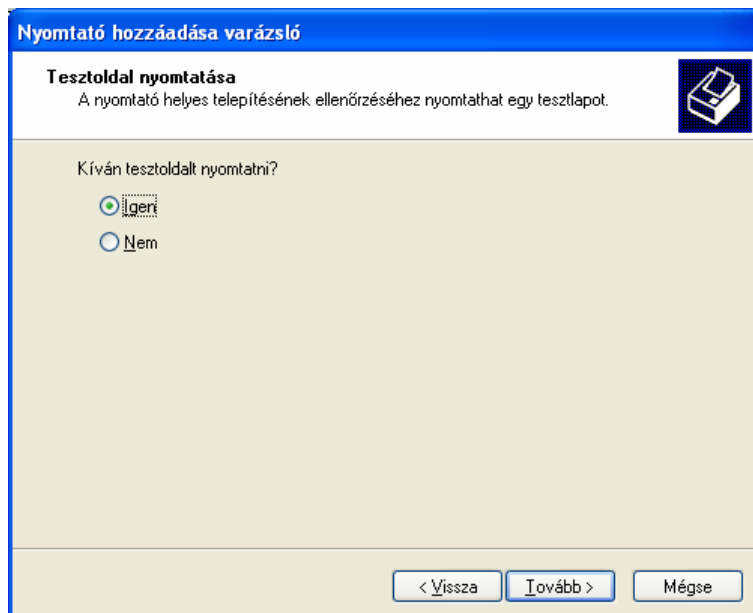 Nyomtató hozzáadása varázsló
Tesztoldal nyomtatása
A nyomtató helyes telepítésének ellenőrzéséhez nyomtathat egy tesztlapot.
Kíván tesztoldalt nyomtatni?
Igen
Nem
< Vissza Tovább > Mégse